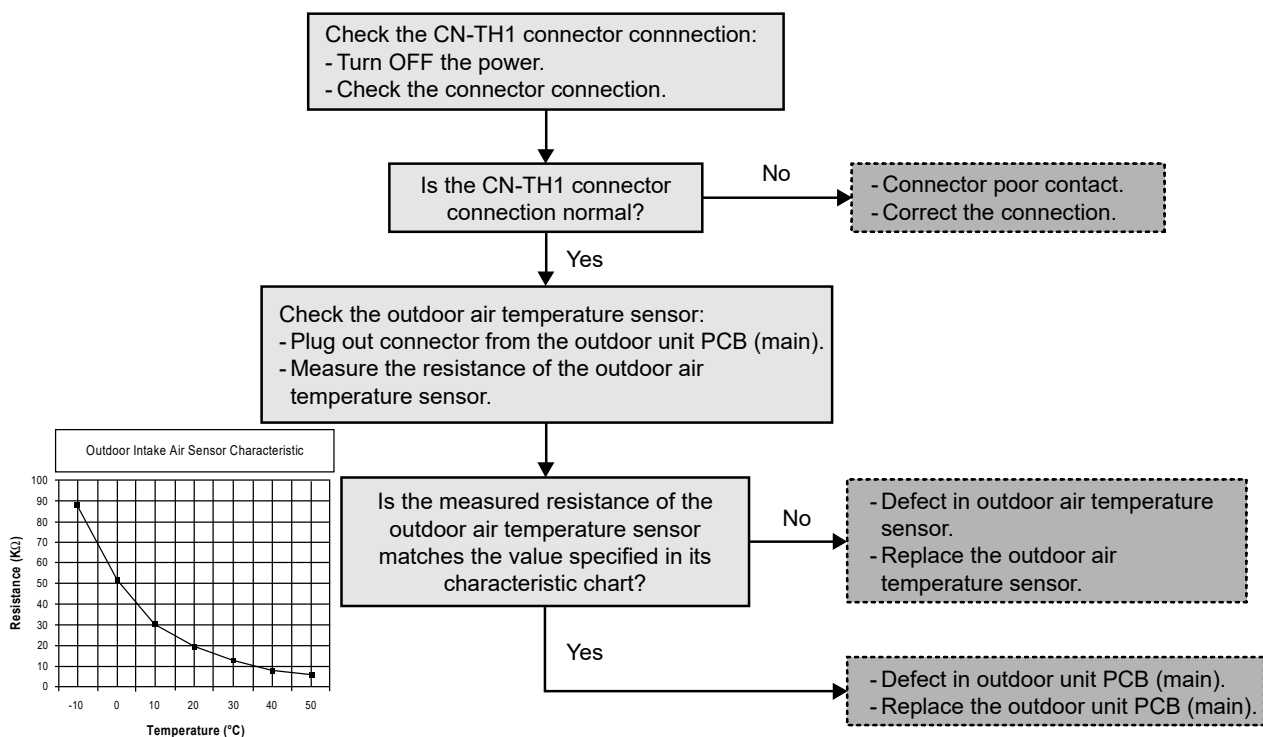 Check the CN-TH1 connector connnection:
- Turn OFF the power.
- Check the connector connection.
Is the CN-TH1 connector
connection normal?
No
- Connector poor contact.
- Correct the connection.
Yes
Check the outdoor air temperature sensor:
- Plug out connector from the outdoor unit PCB (main).
- Measure the resistance of the outdoor air
temperature sensor.
Outdoor Intake Air Sensor Characteristic
100
90
80
70
60
50
40
30
20
10
0
Resistance (KΩ)
-10 0 10 20 30 40 50
Temperature (°C)
Is the measured resistance of the
outdoor air temperature sensor
matches the value specified in its
characteristic chart?
No
- Defect in outdoor air temperature
sensor.
- Replace the outdoor air
temperature sensor.
Yes
- Defect in outdoor unit PCB (main).
- Replace the outdoor unit PCB (main).